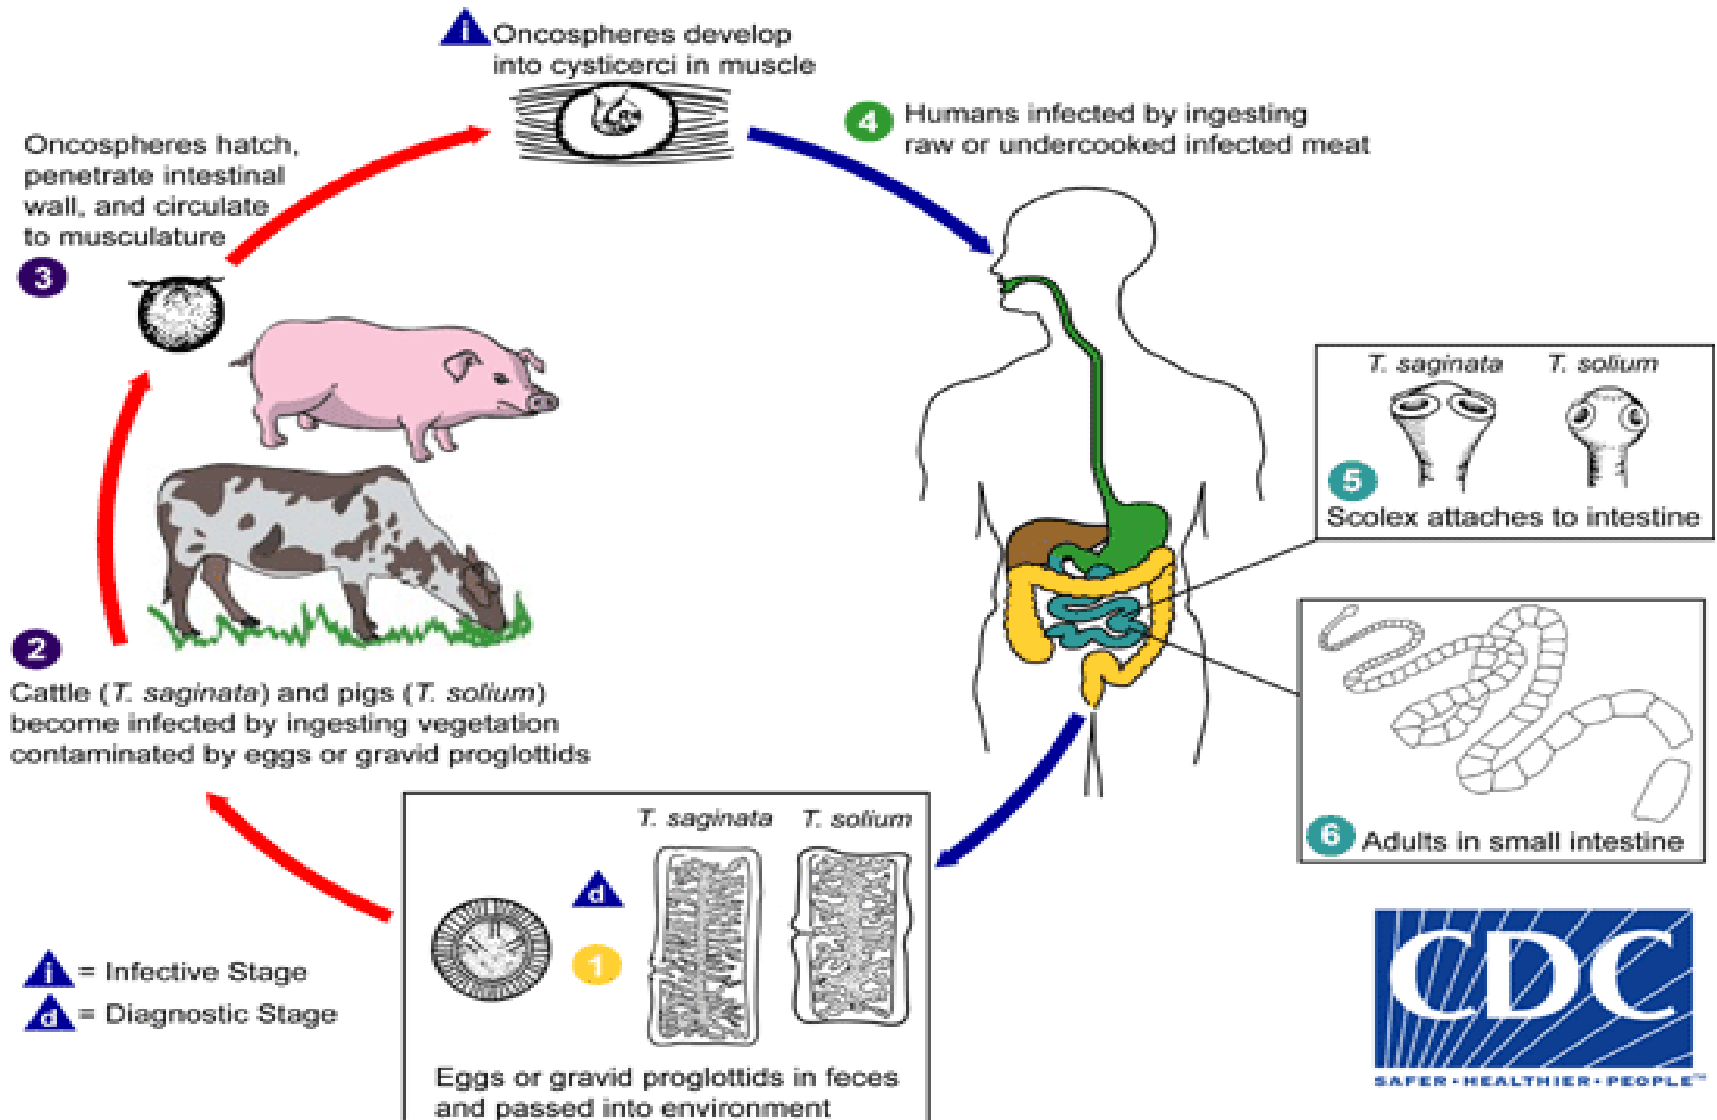 i
Oncospheres develop
into cysticerci in muscle
4
Humans infected by ingesting
raw or undercooked infected meat
Oncospheres hatch,
penetrate intestinal
wall, and circulate
to musculature
3
T. saginata T. solium
5
Scolex attaches to intestine
2
Cattle (T. saginata) and pigs (T. solium)
become infected by ingesting vegetation
contaminated by eggs or gravid proglottids
6 Adults in small intestine
T. saginata T. solium
d
1
Eggs or gravid proglottids in feces
and passed into environment
i = Infective Stage
d = Diagnostic Stage
CDC
SAFER·HEALTHIER·PEOPLE™